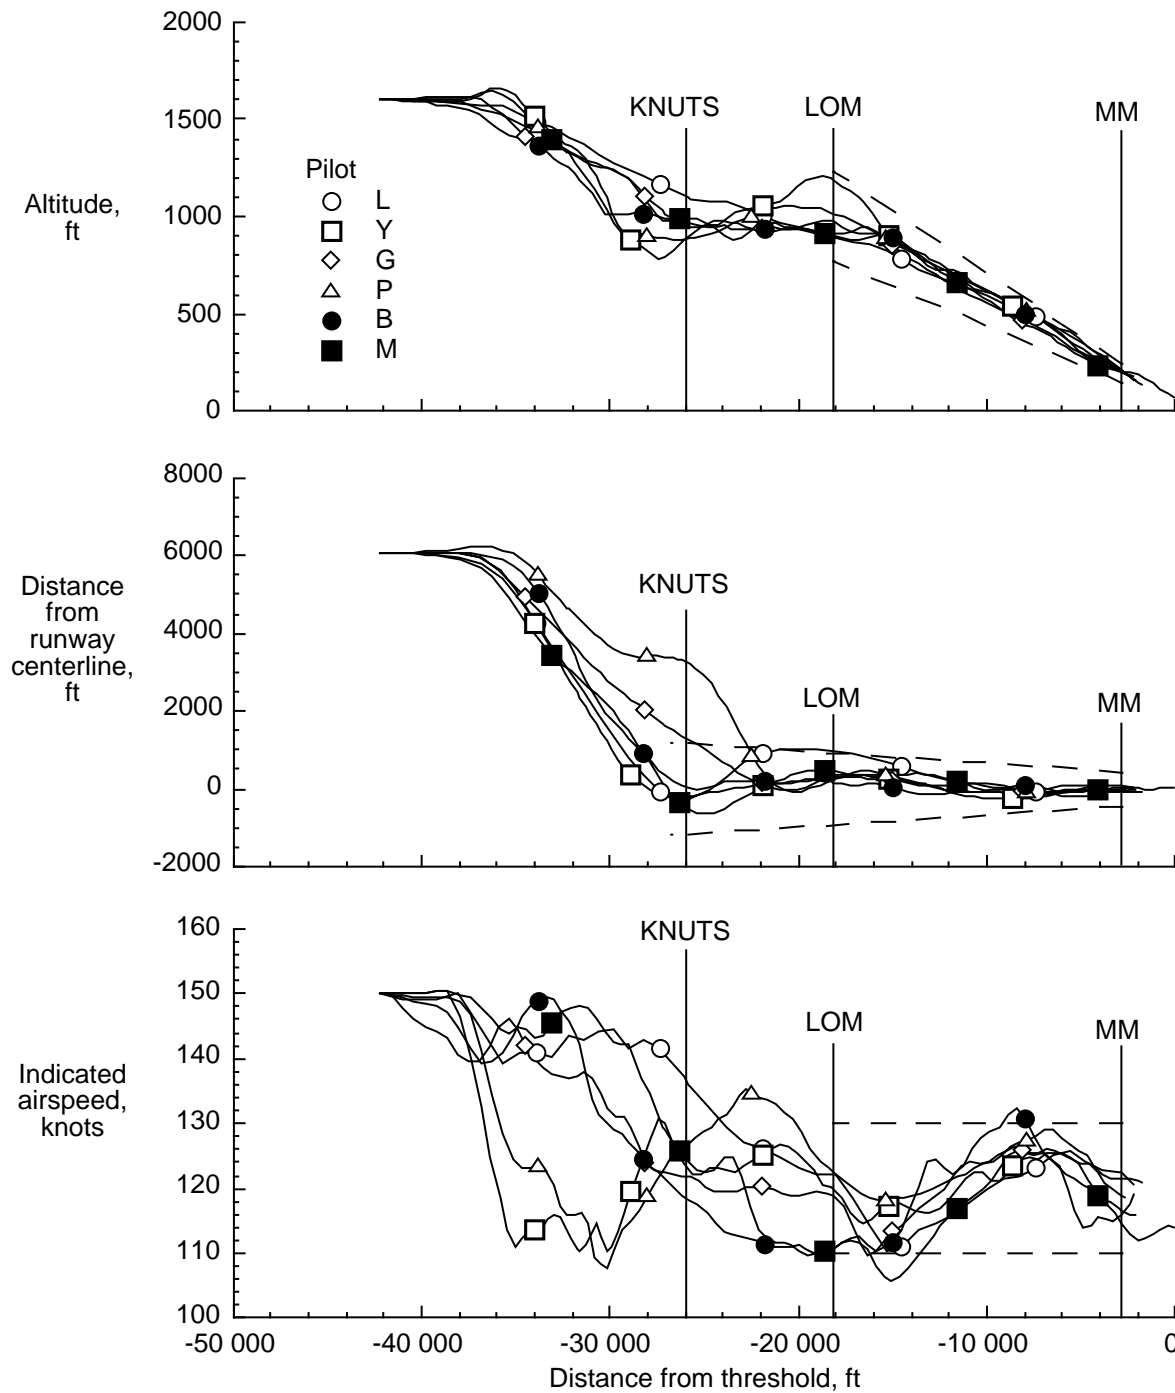 2000
1500
1000
500
0
Altitude,
ft
KNUTS
LOM
MM
Pilot
L
Y
G
P
B
M
8000
6000
4000
2000
0
-2000
Distance
from
runway
centerline,
ft
KNUTS
LOM
MM
160
150
140
130
120
110
100
Indicated
airspeed,
knots
KNUTS
LOM
MM
-50 000 -40 000 -30 000 -20 000 -10 000 0
Distance from threshold, ft